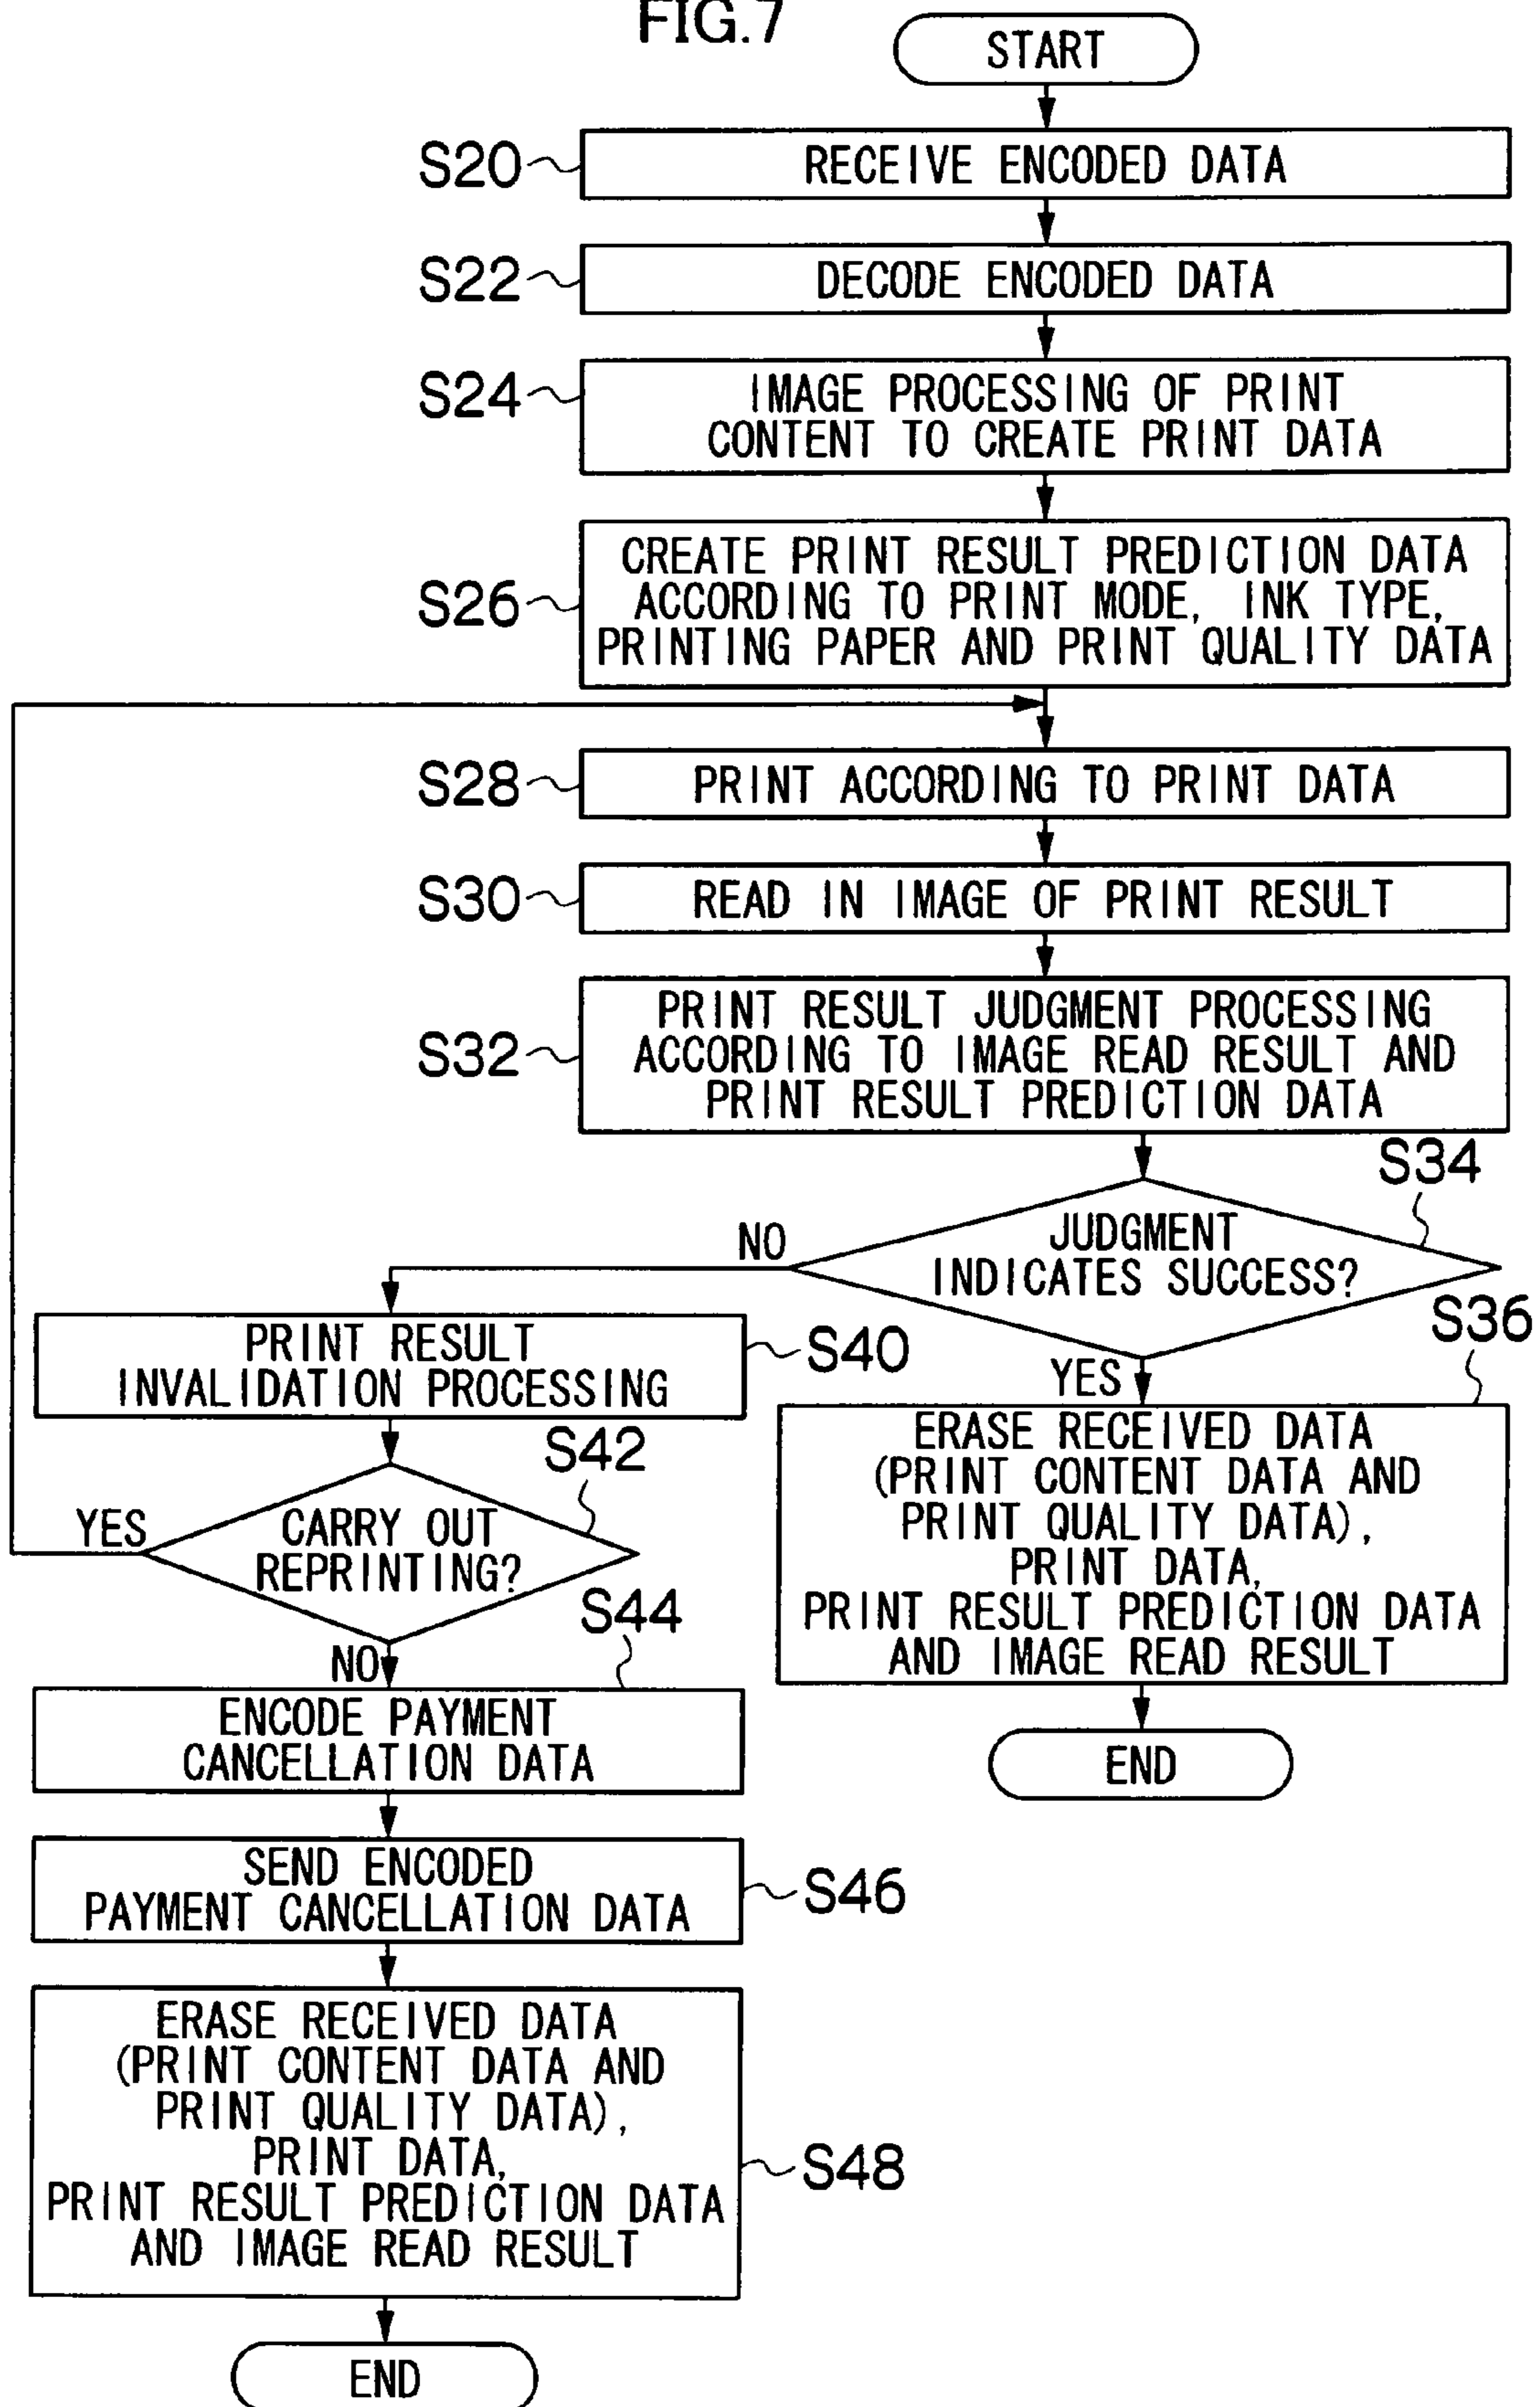 FIG.7
START
S20
RECEIVE ENCODED DATA
S22
DECODE ENCODED DATA
S24
IMAGE PROCESSING OF PRINT
CONTENT TO CREATE PRINT DATA
S26
CREATE PRINT RESULT PREDICTION DATA
ACCORDING TO PRINT MODE, INK TYPE,
PRINTING PAPER AND PRINT QUALITY DATA
S28
PRINT ACCORDING TO PRINT DATA
S30
READ IN IMAGE OF PRINT RESULT
S32
PRINT RESULT JUDGMENT PROCESSING
ACCORDING TO IMAGE READ RESULT AND
PRINT RESULT PREDICTION DATA
S34
JUDGMENT
INDICATES SUCCESS?
NO
YES
S36
ERASE RECEIVED DATA
(PRINT CONTENT DATA AND
PRINT QUALITY DATA),
PRINT DATA,
PRINT RESULT PREDICTION DATA
AND IMAGE READ RESULT
END
PRINT RESULT
INVALIDATION PROCESSING
S40
S42
CARRY OUT
REPRINTING?
YES
NO
S44
ENCODE PAYMENT
CANCELLATION DATA
SEND ENCODED
PAYMENT CANCELLATION DATA
S46
ERASE RECEIVED DATA
(PRINT CONTENT DATA AND
PRINT QUALITY DATA),
PRINT DATA,
PRINT RESULT PREDICTION DATA
AND IMAGE READ RESULT
S48
END